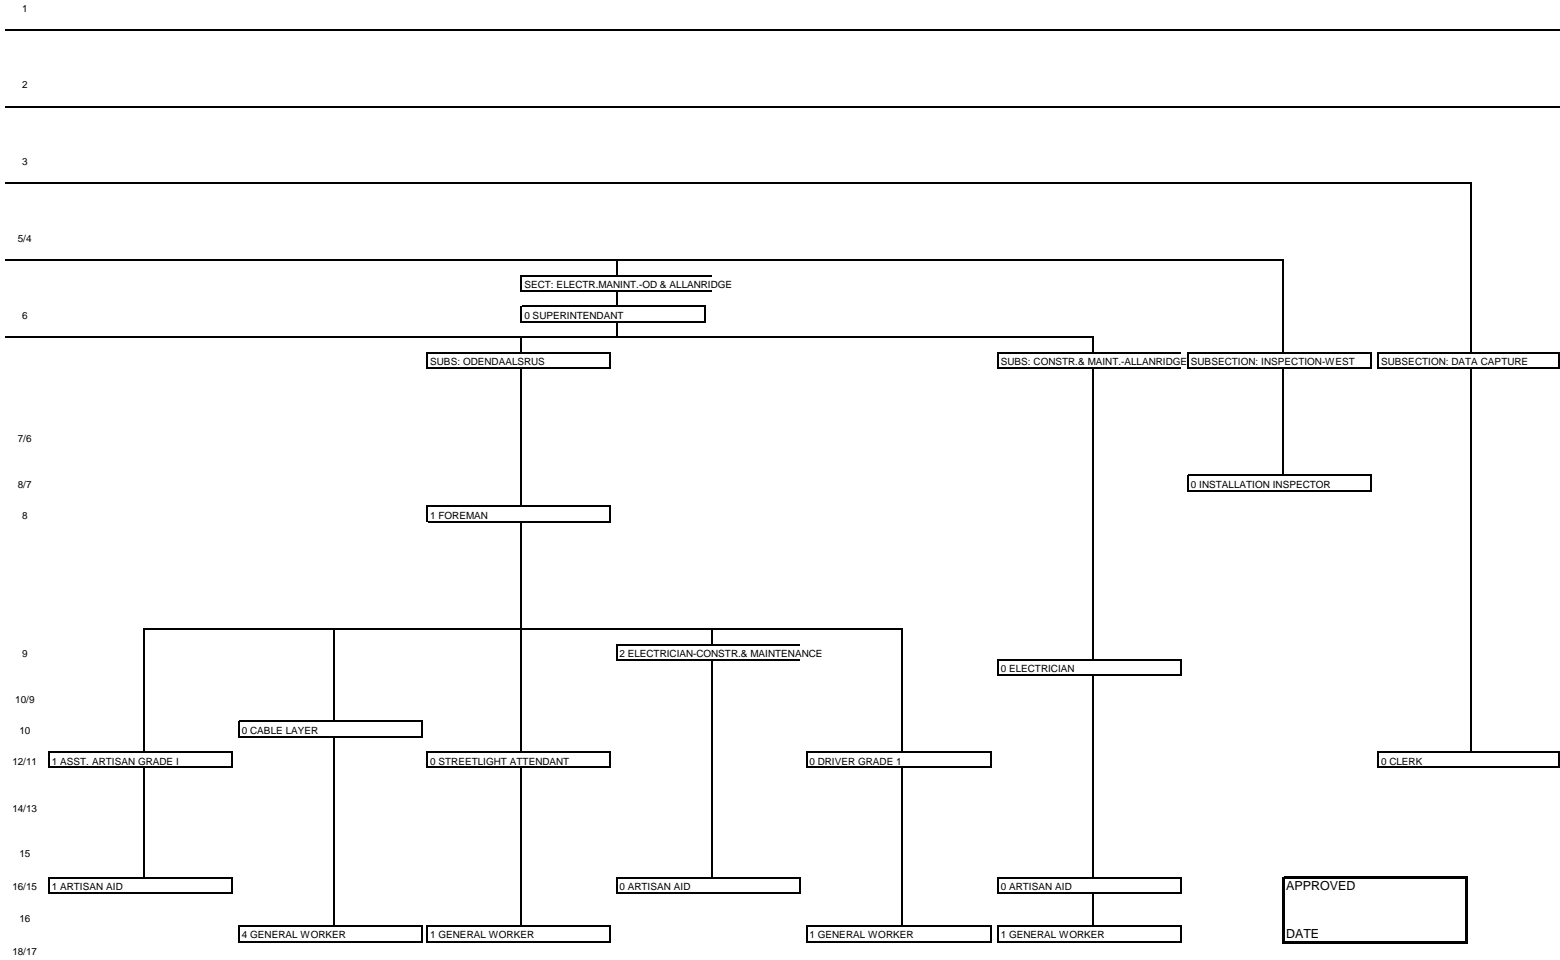 1
2
3
5/4
SECT: ELECTR.MANINT.-OD & ALLANRIDGE
6
0 SUPERINTENDANT
SUBS: ODENDAALSRUS
SUBS: CONSTR.& MAINT.-ALLANRIDGE
SUBSECTION: INSPECTION-WEST
SUBSECTION: DATA CAPTURE
7/6
8/7
0 INSTALLATION INSPECTOR
8
1 FOREMAN
9
2 ELECTRICIAN-CONSTR.& MAINTENANCE
0 ELECTRICIAN
10/9
10
0 CABLE LAYER
12/11
1 ASST. ARTISAN GRADE I
0 STREETLIGHT ATTENDANT
0 DRIVER GRADE 1
0 CLERK
14/13
15
16/15
1 ARTISAN AID
0 ARTISAN AID
0 ARTISAN AID
APPROVED
16
4 GENERAL WORKER
1 GENERAL WORKER
1 GENERAL WORKER
1 GENERAL WORKER
DATE
18/17